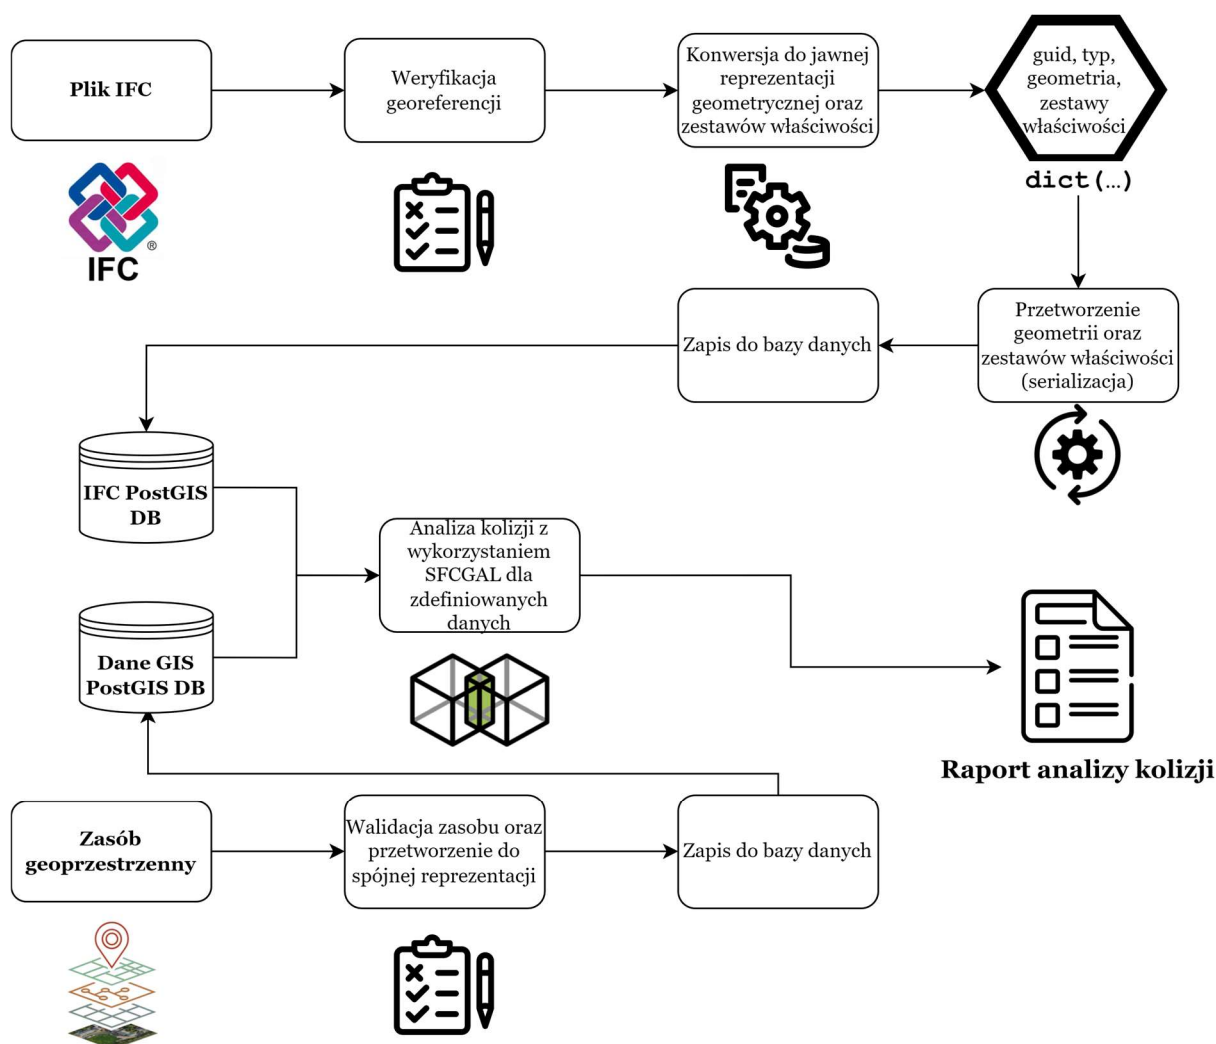 Plik IFC
Weryfikacja
georeferencji
Konwersja do jawnej
reprezentacji
geometrycznej oraz
zestawów właściwości
guid, typ,
geometria,
zestawy
właściwości
dict(…)
®
IFC
Przetworzenie
geometrii oraz
zestawów właściwości
(serializacja)
Zapis do bazy danych
IFC PostGIS
DB
Analiza kolizji z
wykorzystaniem
SFCGAL dla
zdefiniowanych
danych
Dane GIS
PostGIS DB
Raport analizy kolizji
Zasób
geoprzestrzenny
Walidacja zasobu oraz
przetworzenie do
spójnej reprezentacji
Zapis do bazy danych